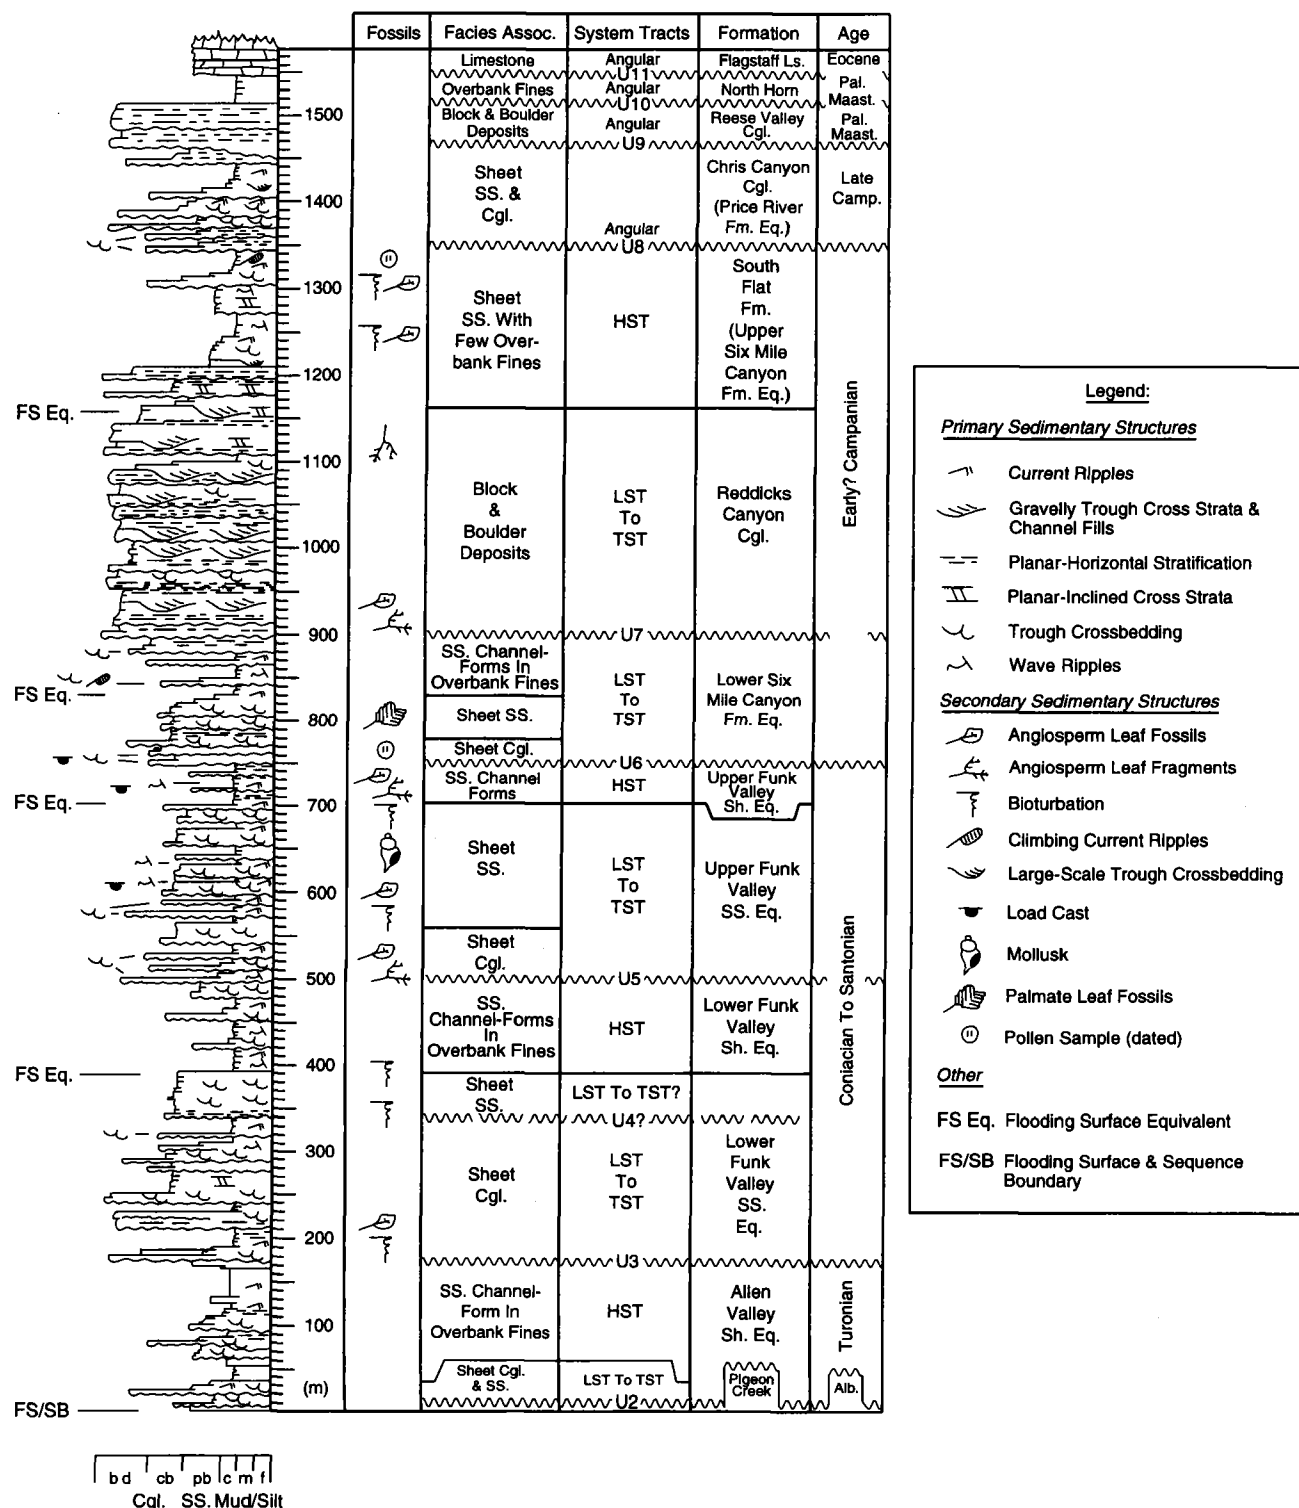 Fossils
Facies Assoc.
System Tracts
Formation
Age
Limestone
Angular
Flagstaff Ls.
Eocene
U11
Overbank Fines
Angular
North Horn
Pal.
Maast.
U10
Block & Boulder
Deposits
Angular
Reese Valley
Cgl.
Pal.
Maast.
U9
Sheet
SS. &
Cgl.
Angular
Chris Canyon
Cgl.
(Price River
Fm. Eq.)
Late
Camp.
U8
Sheet
SS. With
Few Over-
bank Fines
HST
South
Flat
Fm.
(Upper
Six Mile
Canyon
Fm. Eq.)
Early? Campanian
Block
&
Boulder
Deposits
LST
To
TST
Reddicks
Canyon
Cgl.
U7
SS. Channel-
Forms In
Overbank Fines
Sheet SS.
Sheet Cgl.
LST
To
TST
Lower Six
Mile Canyon
Fm. Eq.
U6
SS. Channel
Forms
HST
Upper Funk
Valley
Sh. Eq.
Sheet
SS.
Sheet
Cgl.
LST
To
TST
Upper Funk
Valley
SS. Eq.
Coniacian To Santonian
U5
SS.
Channel-Forms
In
Overbank Fines
HST
Lower Funk
Valley
Sh. Eq.
Sheet
SS.
LST To TST?
U4?
Sheet
Cgl.
LST
To
TST
Lower
Funk
Valley
SS.
Eq.
U3
SS. Channel-
Form In
Overbank Fines
HST
Allen
Valley
Sh. Eq.
Turonian
Sheet Cgl.
& SS.
LST To TST
Pigeon
Creek
Alb.
U2
1500
1400
1300
1200
1100
1000
900
800
700
600
500
400
300
200
100
(m)
FS Eq.
FS Eq.
FS Eq.
FS Eq.
FS/SB
b d cb pb c m f
Cgl. SS. Mud/Silt
Legend:
Primary Sedimentary Structures
Current Ripples
Gravelly Trough Cross Strata &
Channel Fills
Planar-Horizontal Stratification
Planar-Inclined Cross Strata
Trough Crossbedding
Wave Ripples
Secondary Sedimentary Structures
Angiosperm Leaf Fossils
Angiosperm Leaf Fragments
Bioturbation
Climbing Current Ripples
Large-Scale Trough Crossbedding
Load Cast
Mollusk
Palmate Leaf Fossils
Pollen Sample (dated)
Other
FS Eq. Flooding Surface Equivalent
FS/SB Flooding Surface & Sequence
Boundary